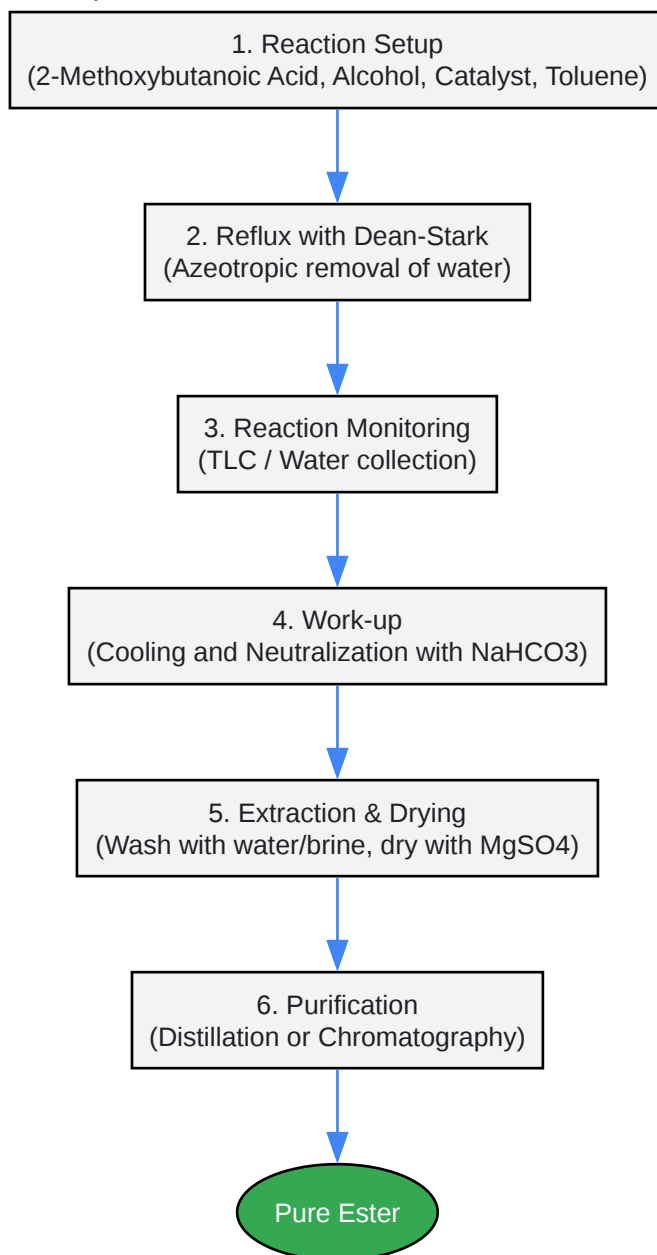 1. Reaction Setup
(2-Methoxybutanoic Acid, Alcohol, Catalyst, Toluene)
2. Reflux with Dean-Stark
(Azeotropic removal of water)
3. Reaction Monitoring
(TLC / Water collection)
4. Work-up
(Cooling and Neutralization with NaHCO3)
5. Extraction & Drying
(Wash with water/brine, dry with MgSO4)
6. Purification
(Distillation or Chromatography)
Pure Ester